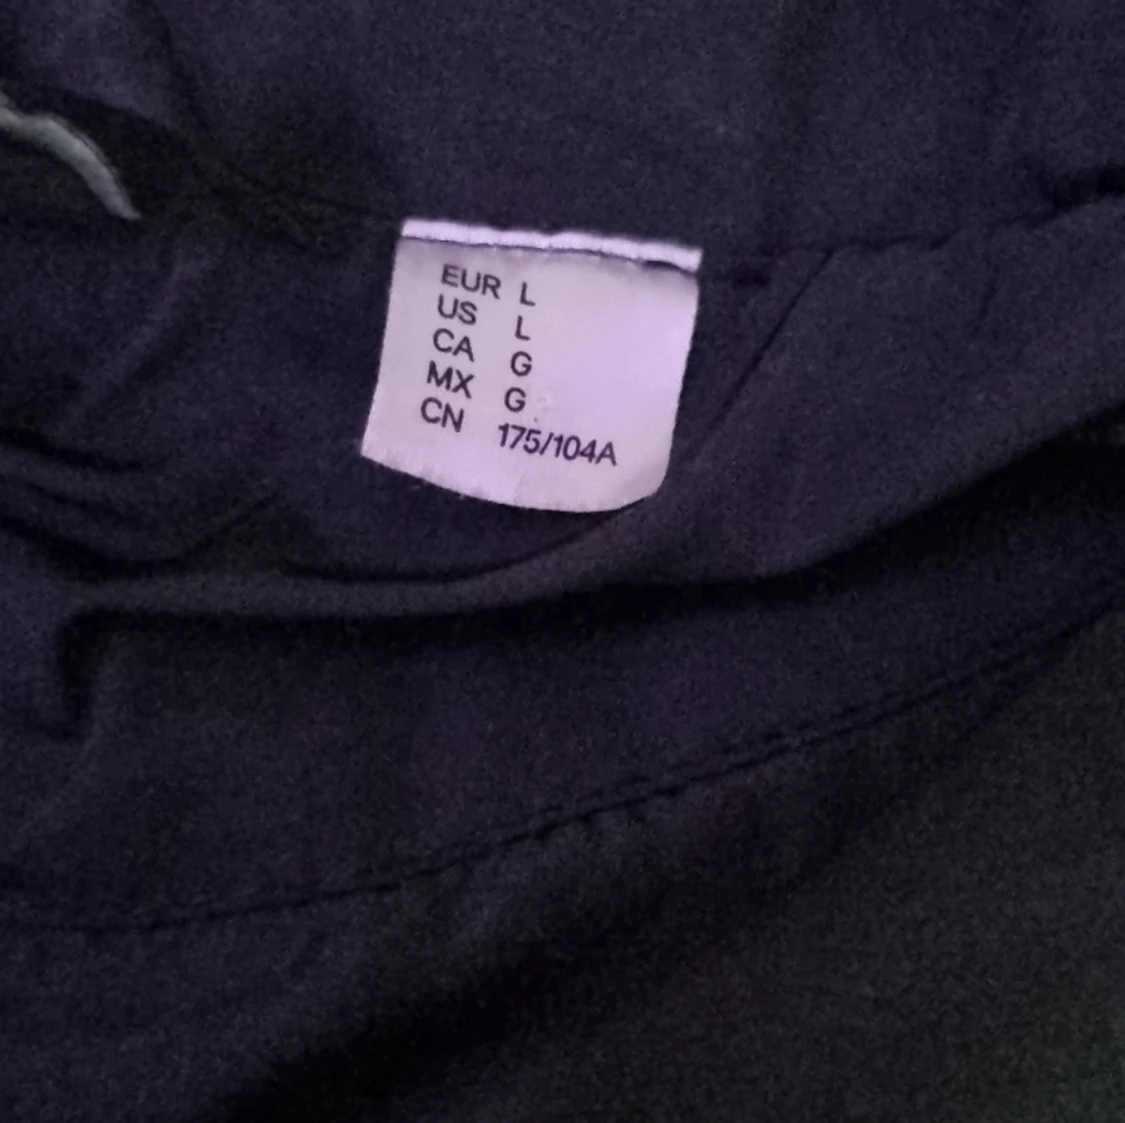 EUR L
US L
CA G
MX G
CN 175/104A